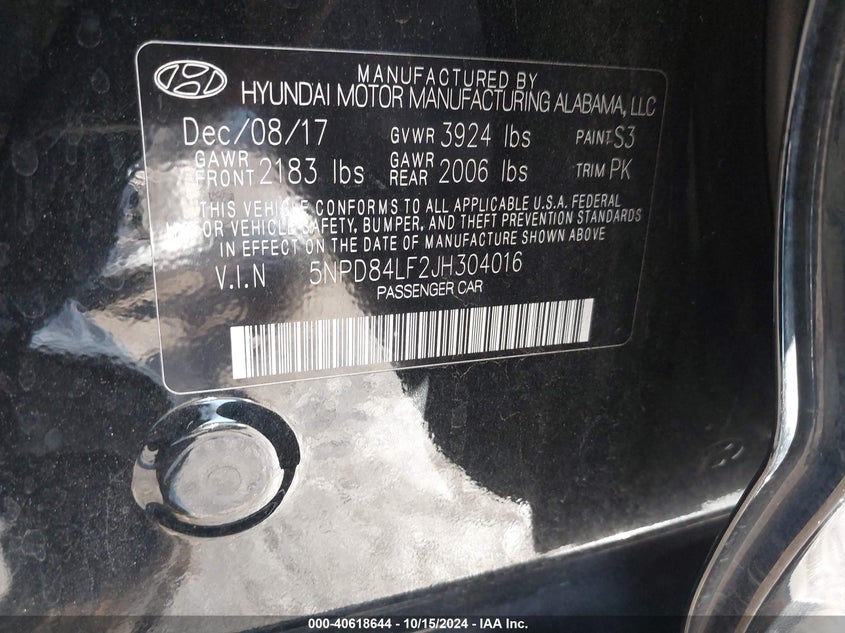 MANUFACTURED BY
HYUNDAI MOTOR MANUFACTURING ALABAMA, LLC
Dec/08/17 GVWR 3924 lbs PAINT S3
GAWR FRONT 2183 lbs GAWR REAR 2006 lbs TRIM PK
THIS VEHICLE CONFORMS TO ALL APPLICABLE U.S.A. FEDERAL
MOTOR VEHICLE SAFETY, BUMPER, AND THEFT PREVENTION STANDARDS
IN EFFECT ON THE DATE OF MANUFACTURE SHOWN ABOVE
V.I.N 5NPD84LF2JH304016
PASSENGER CAR
000-40618644 - 10/15/2024 - IAA Inc.